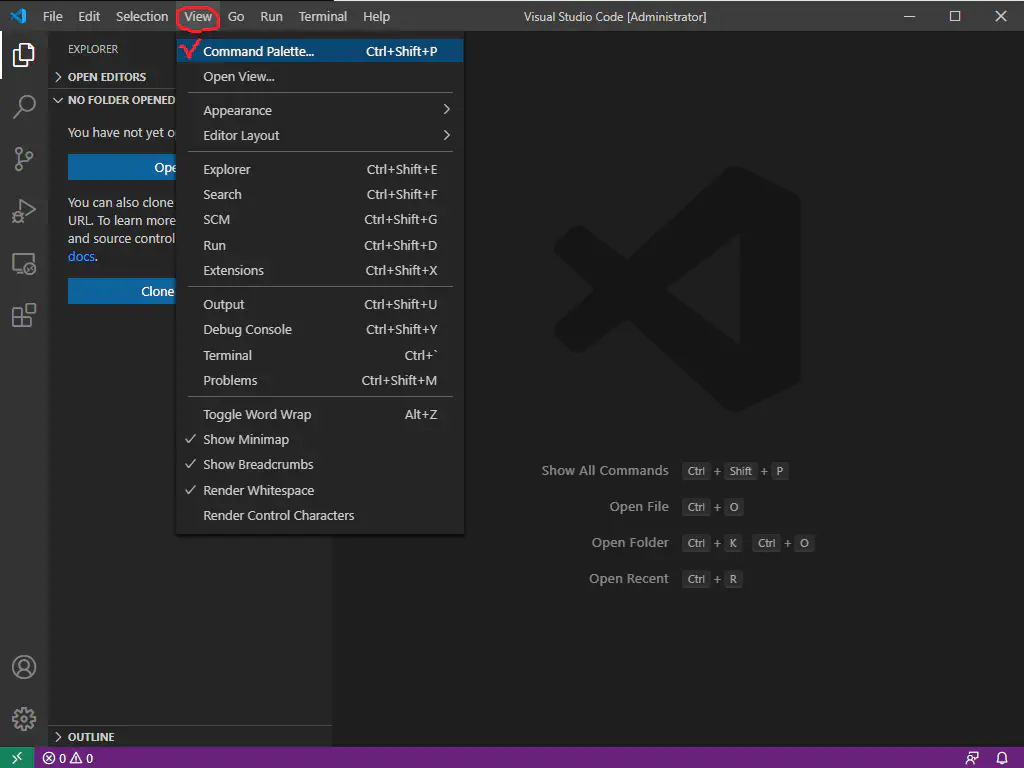 File Edit Selection View Go Run Terminal Help Visual Studio Code [Administrator]
EXPLORER
OPEN EDITORS
NO FOLDER OPENED
You have not yet o
Ope
You can also clone
URL. To learn more
and source control
docs.
Clone
Command Palette... Ctrl+Shift+P
Open View...
Appearance
Editor Layout
Explorer Ctrl+Shift+E
Search Ctrl+Shift+F
SCM Ctrl+Shift+G
Run Ctrl+Shift+D
Extensions Ctrl+Shift+X
Output Ctrl+Shift+U
Debug Console Ctrl+Shift+Y
Terminal Ctrl+`
Problems Ctrl+Shift+M
Toggle Word Wrap Alt+Z
Show Minimap
Show Breadcrumbs
Render Whitespace
Render Control Characters
Show All Commands Ctrl + Shift + P
Open File Ctrl + O
Open Folder Ctrl + K Ctrl + O
Open Recent Ctrl + R
OUTLINE
0 0